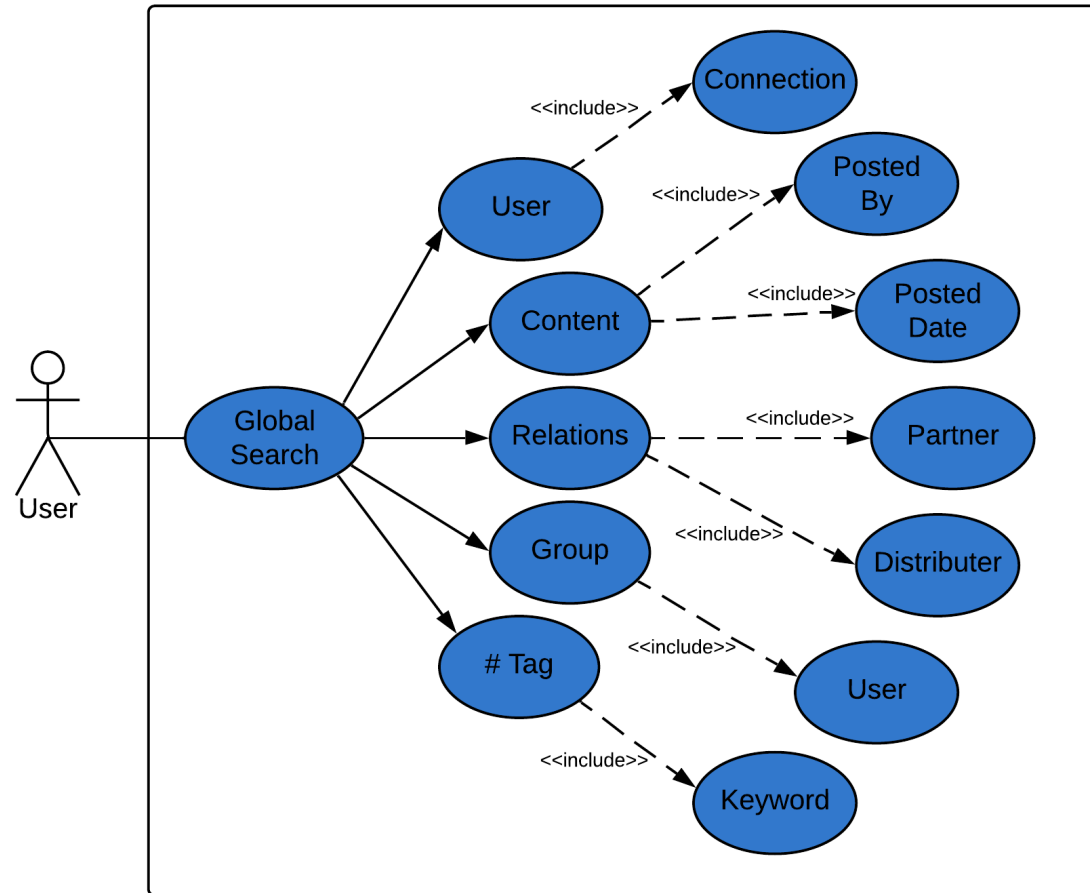 Connection
<<include>>
Posted
By
<<include>>
User
Posted
Date
<<include>>
Content
Global
Search
Relations
<<include>>
Partner
User
Group
<<include>>
Distributer
# Tag
<<include>>
User
<<include>>
Keyword